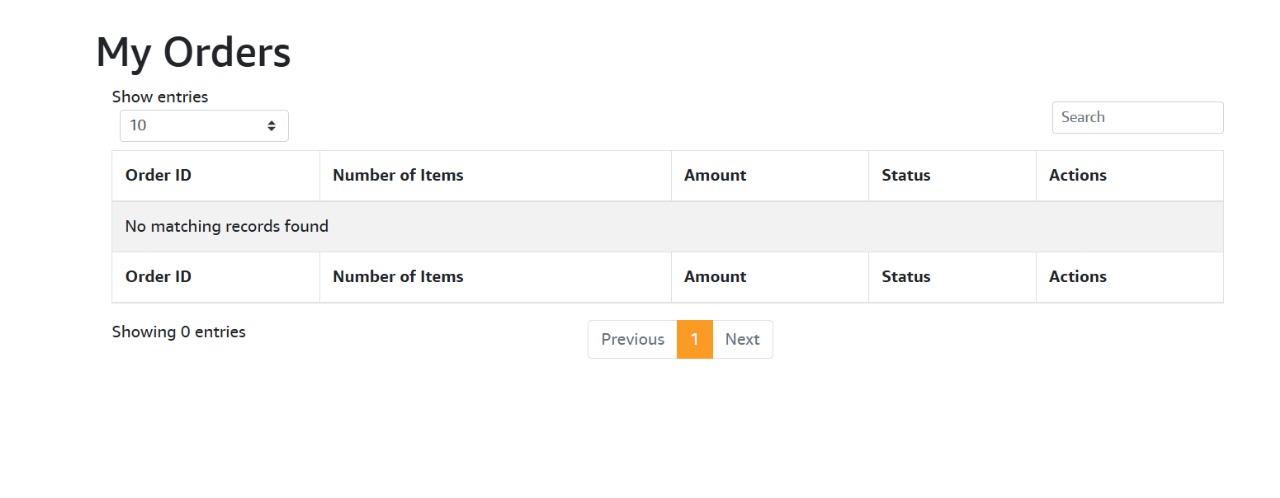 My Orders
Show entries
10
Search
Order ID Number of Items Amount Status Actions
No matching records found
Order ID Number of Items Amount Status Actions
Showing 0 entries
Previous 1 Next